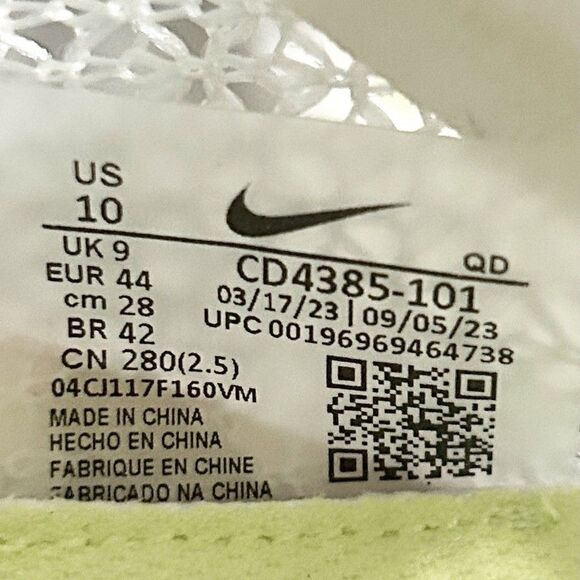 US
10
UK 9
EUR 44
cm 28
BR 42
CN 280(2.5)
04CJ117F160VM
MADE IN CHINA
HECHO EN CHINA
FABRIQUE EN CHINE
FABRICADO NA CHINA
QD
CD4385-101
03/17/23 | 09/05/23
UPC 00196969464738